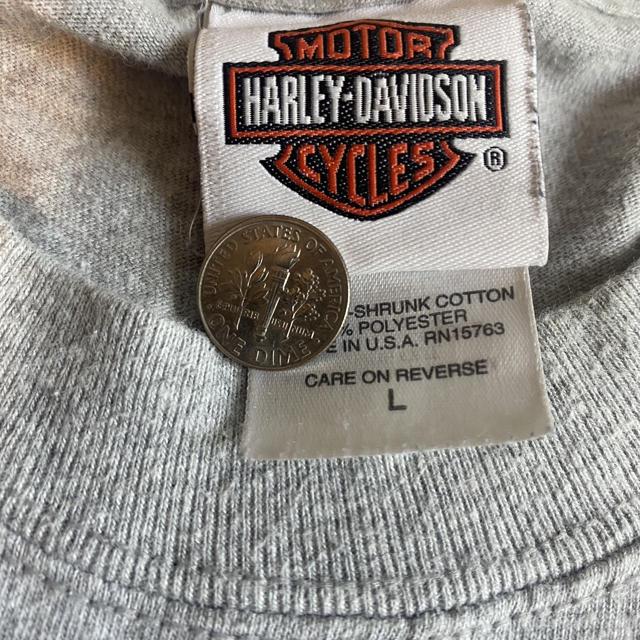 MOTOR
HARLEY-DAVIDSON
CYCLES
®
UNITED STATES OF AMERICA
ONE DIME
-SHRUNK COTTON
% POLYESTER
E IN U.S.A. RN15763
CARE ON REVERSE
L